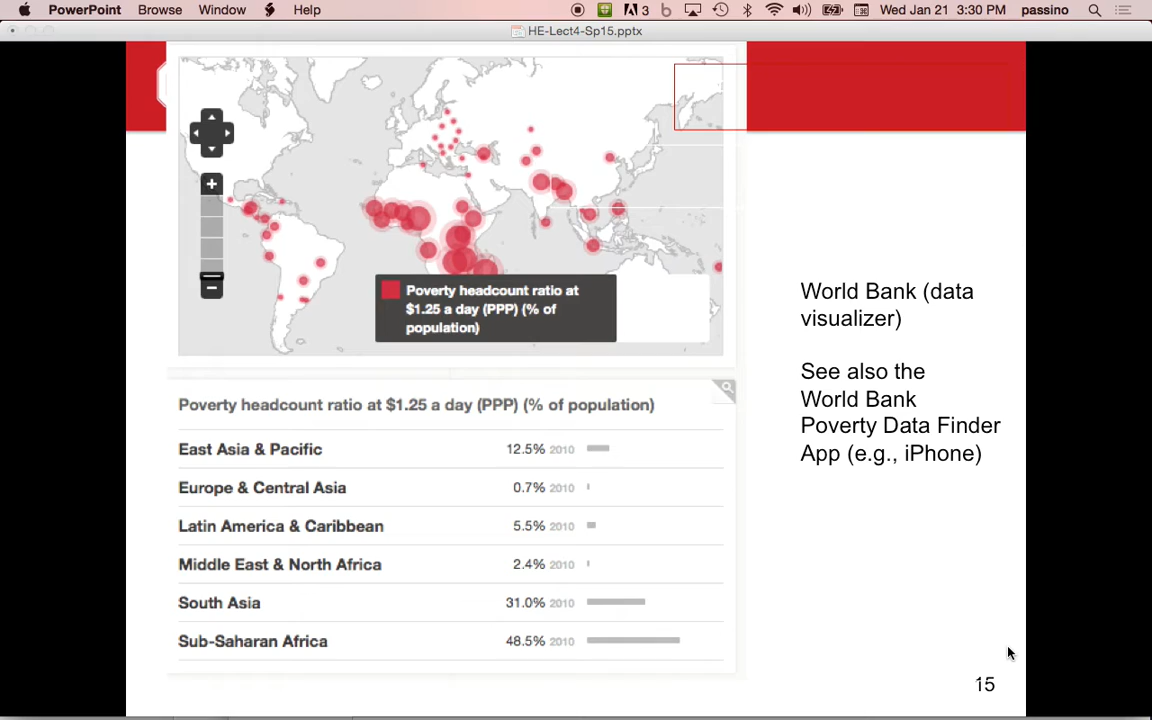 PowerPoint Browse Window Help 3 Wed Jan 21 3:30 PM passino
HE-Lect4-Sp15.pptx
Poverty headcount ratio at
$1.25 a day (PPP) (% of
population)
World Bank (data
visualizer)
See also the
World Bank
Poverty Data Finder
App (e.g., iPhone)
Poverty headcount ratio at $1.25 a day (PPP) (% of population)
East Asia & Pacific 12.5% 2010
Europe & Central Asia 0.7% 2010
Latin America & Caribbean 5.5% 2010
Middle East & North Africa 2.4% 2010
South Asia 31.0% 2010
Sub-Saharan Africa 48.5% 2010
15